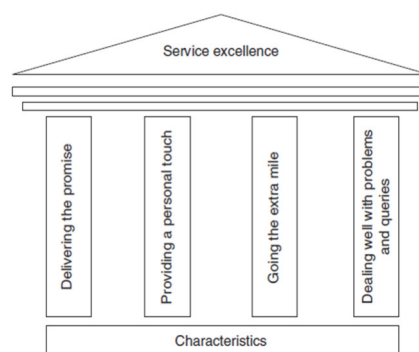 Service excellence
Delivering the promise
Providing a personal touch
Going the extra mile
Dealing well with problems
and queries
Characteristics